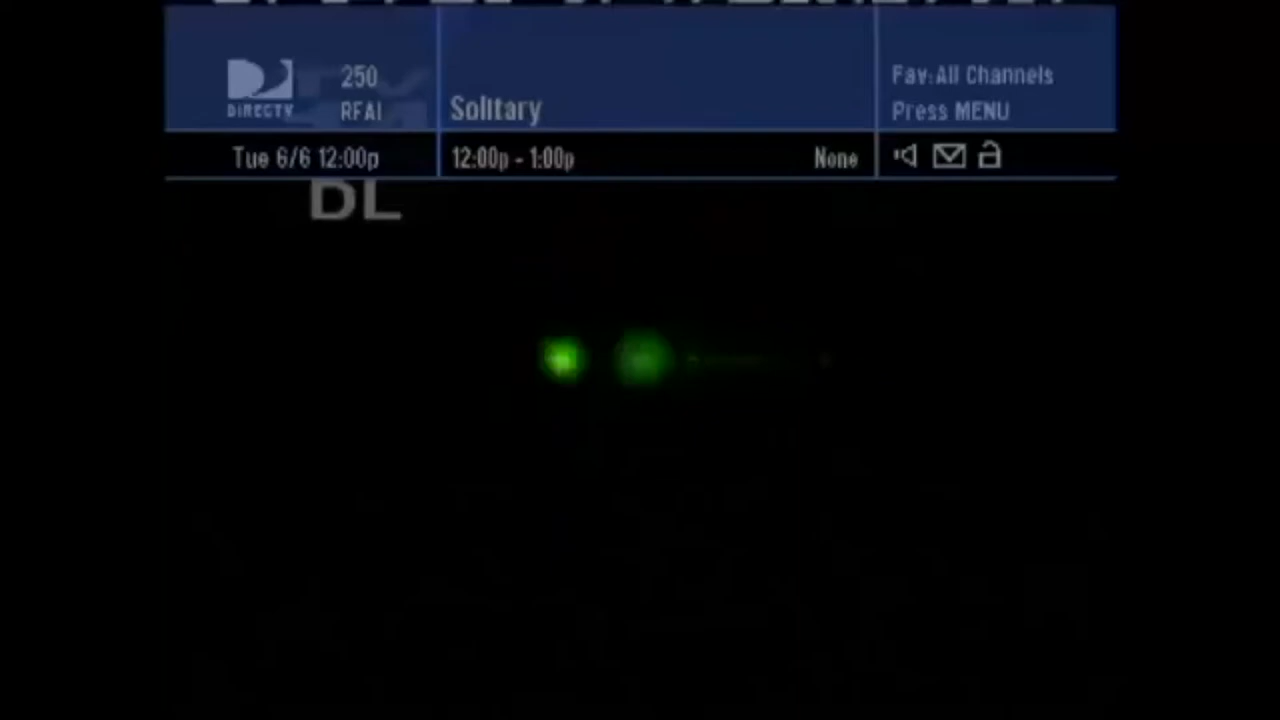 250
Fav:All Channels
DIRECTV
RFAI
Solitary
Press MENU
Tue 6/6 12:00p
12:00p - 1:00p
None